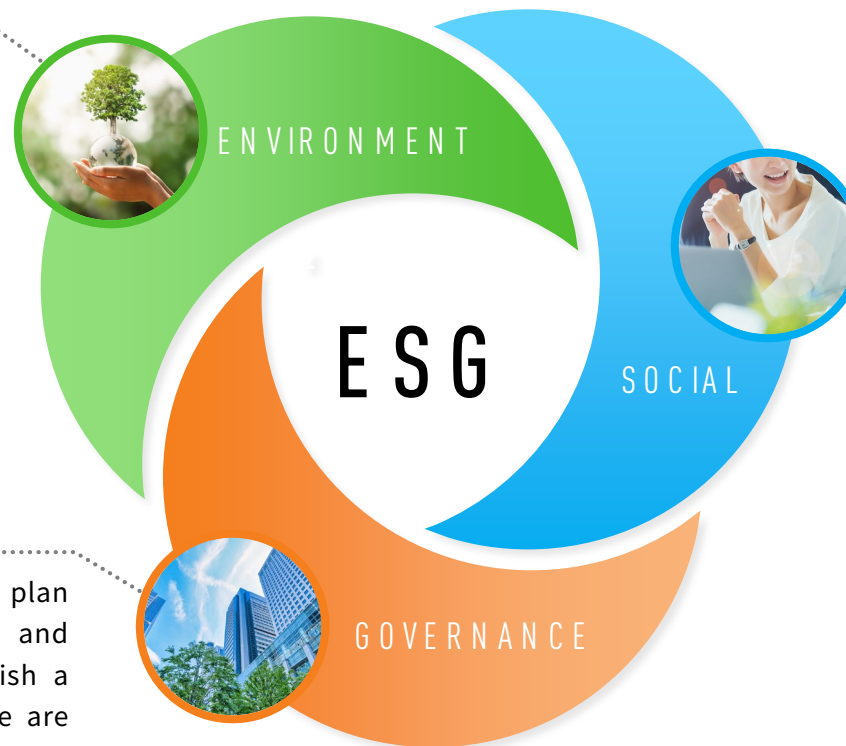 ENVIRONMENT
ESG
SOCIAL
plan
and
ish a
GOVERNANCE
e are